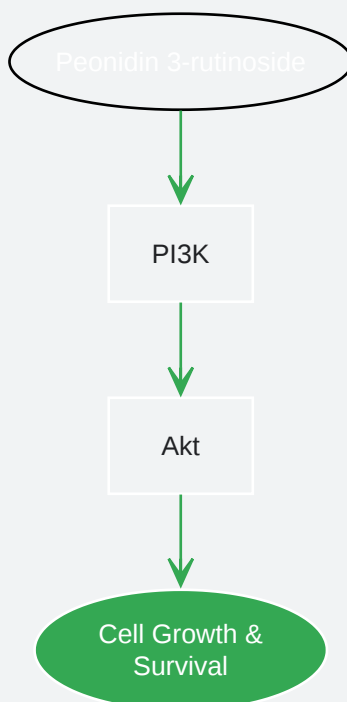 Peonidin 3-rutinoside
PI3K
Akt
Cell Growth &
Survival